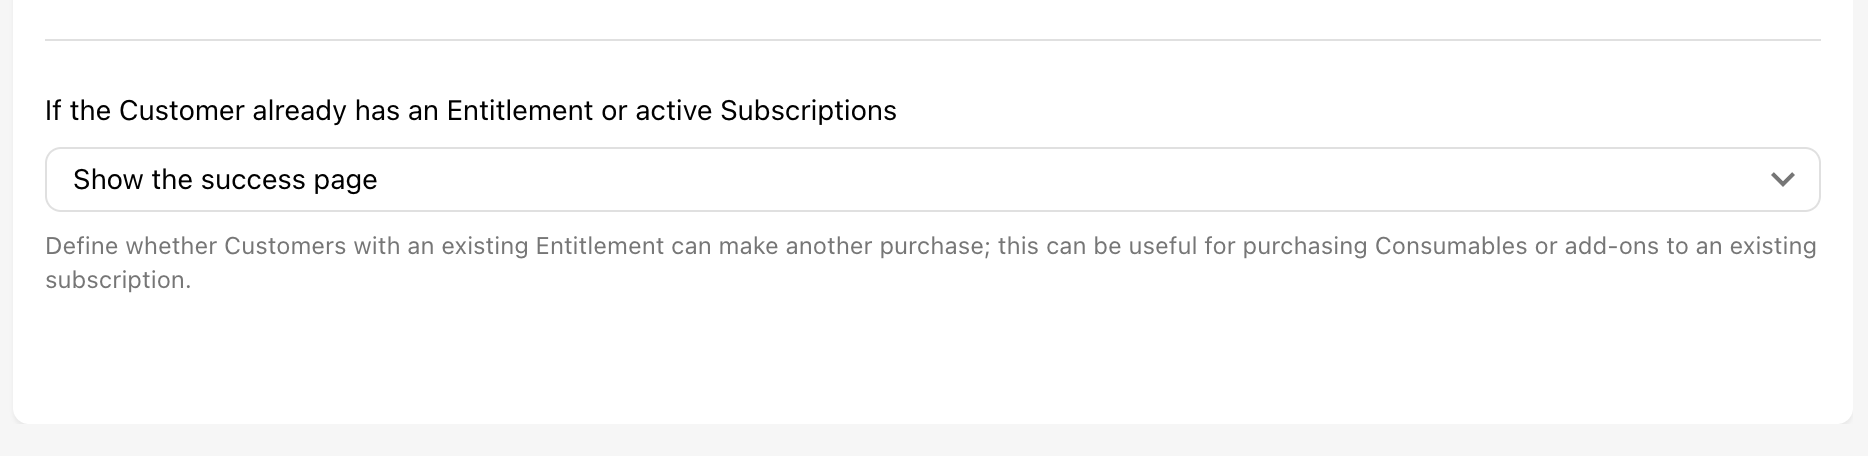 If the Customer already has an Entitlement or active Subscriptions
Show the success page
Define whether Customers with an existing Entitlement can make another purchase; this can be useful for purchasing Consumables or add-ons to an existing
subscription.